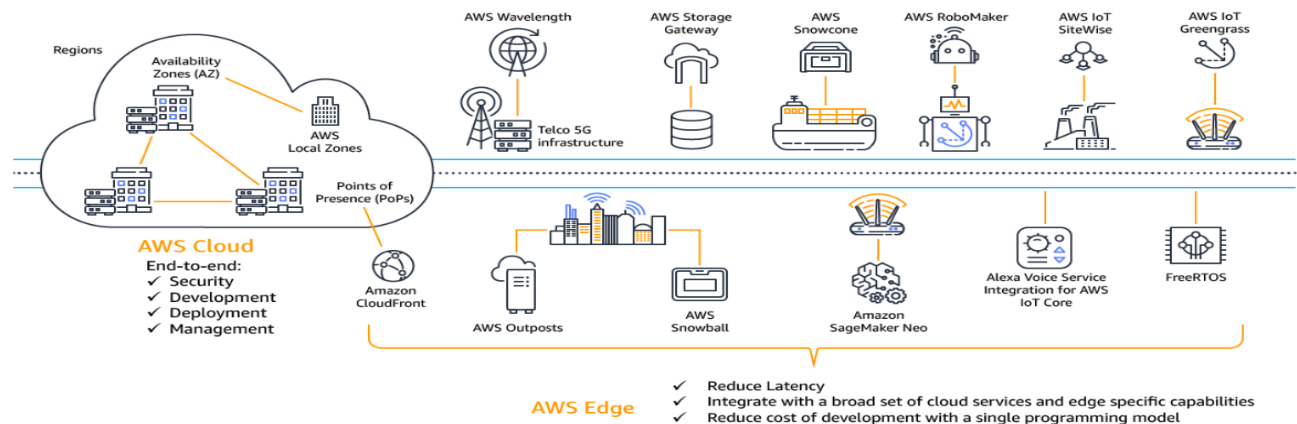 Regions
Availability
Zones (AZ)
AWS
Local Zones
Points of
Presence (PoPs)
AWS Cloud
End-to-end:
✓ Security
✓ Development
✓ Deployment
✓ Management
Amazon
CloudFront
AWS Wavelength
Telco 5G
infrastructure
AWS Storage
Gateway
AWS
Snowcone
AWS RoboMaker
AWS IoT
SiteWise
AWS IoT
Greengrass
AWS Outposts
AWS
Snowball
Amazon
SageMaker Neo
Alexa Voice Service
Integration for AWS
IoT Core
FreeRTOS
AWS Edge
✓ Reduce Latency
✓ Integrate with a broad set of cloud services and edge specific capabilities
✓ Reduce cost of development with a single programming model